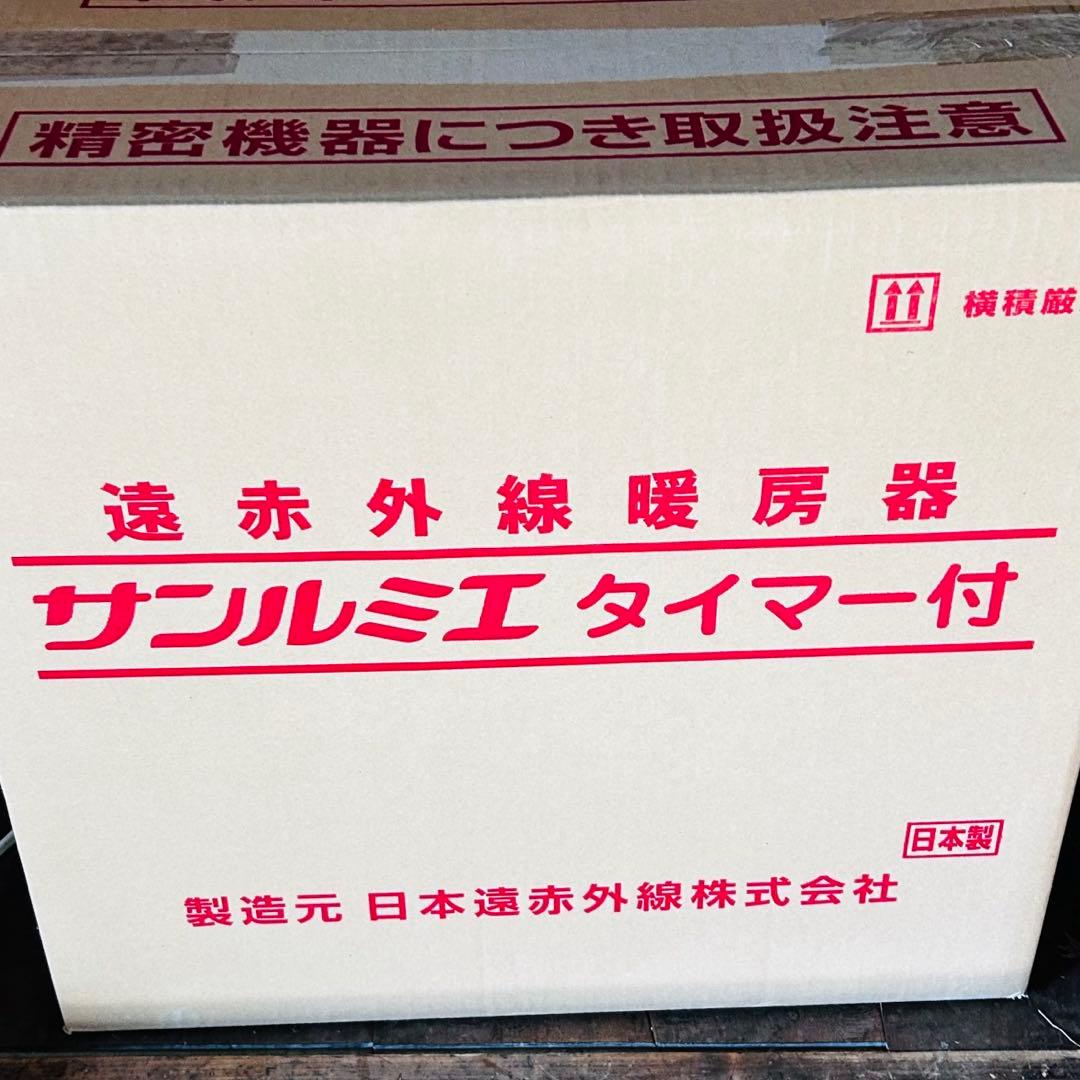 精密機器につき取扱注意
横積厳
遠赤外線暖房器
サンルミエ タイマー付
日本製
製造元 日本遠赤外線株式会社